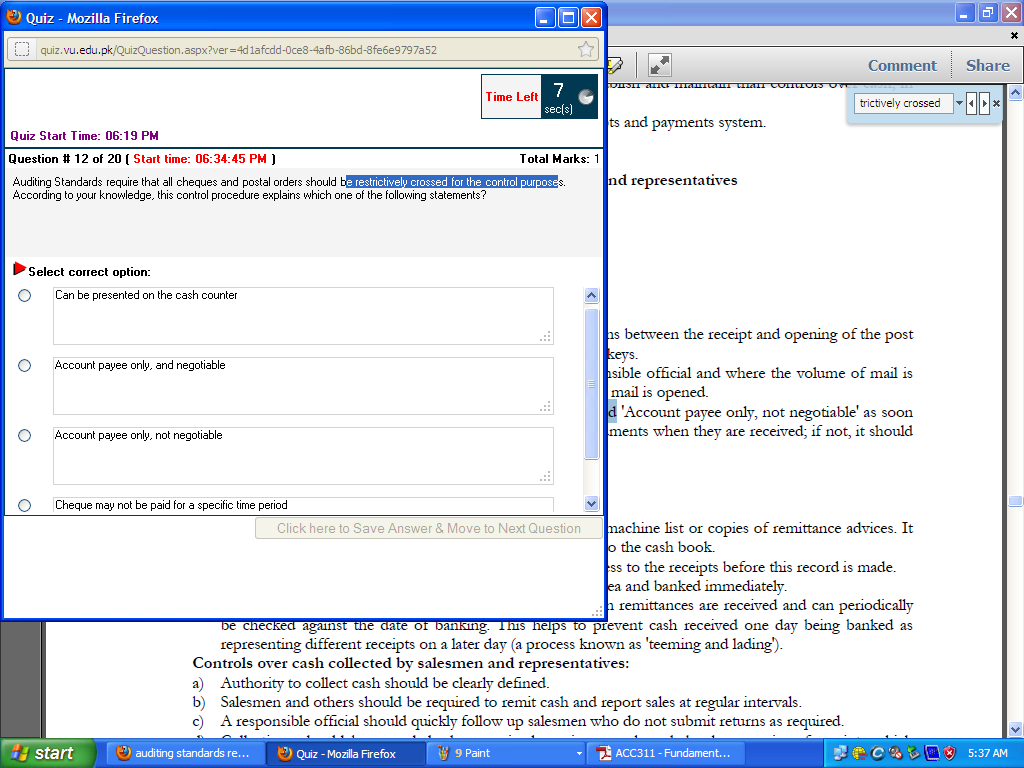 Quiz - Mozilla Firefox
quiz.vu.edu.pk/QuizQuestion.aspx?ver=4d1afcdd-0ce8-4afb-86bd-8fe6e9797a52
Time Left 7 sec(s)
Quiz Start Time: 06:19 PM
Question # 12 of 20 ( Start time: 06:34:45 PM ) Total Marks: 1
Auditing Standards require that all cheques and postal orders should be restrictively crossed for the control purposes.
According to your knowledge, this control procedure explains which one of the following statements?
Select correct option:
Can be presented on the cash counter
Account payee only, and negotiable
Account payee only, not negotiable
Cheque may not be paid for a specific time period
Click here to Save Answer & Move to Next Question
Comment Share
trictively crossed
ts and payments system.
nd representatives
ns between the receipt and opening of the post
keys.
nsible official and where the volume of mail is
mail is opened.
d 'Account payee only, not negotiable' as soon
ments when they are received; if not, it should
machine list or copies of remittance advices. It
o the cash book.
ess to the receipts before this record is made.
ea and banked immediately.
n remittances are received and can periodically
be checked against the date of banking. This helps to prevent cash received one day being banked as
representing different receipts on a later day (a process known as 'teeming and lading').
Controls over cash collected by salesmen and representatives:
a) Authority to collect cash should be clearly defined.
b) Salesmen and others should be required to remit cash and report sales at regular intervals.
c) A responsible official should quickly follow up salesmen who do not submit returns as required.
start
auditing standards re...
Quiz - Mozilla Firefox
9 Paint
ACC311 - Fundament...
5:37 AM